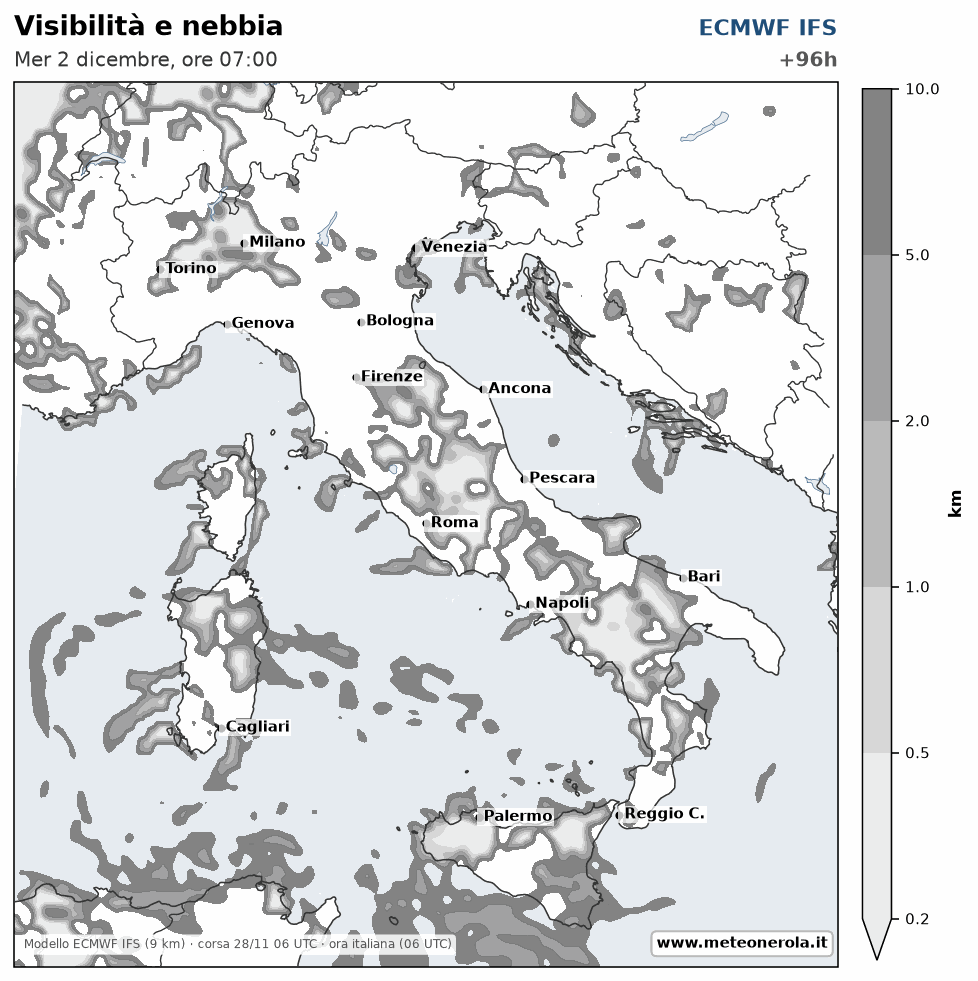 Visibilità e nebbia
ECMWF IFS
Mer 2 dicembre, ore 07:00
+96h
10.0
5.0
2.0
1.0
0.5
0.2
km
Milano
Venezia
Torino
Bologna
Genova
Firenze
Ancona
Pescara
Roma
Bari
Napoli
Cagliari
Palermo
Reggio C.
Modello ECMWF IFS (9 km) · corsa 28/11 06 UTC · ora italiana (06 UTC)
www.meteonerola.it